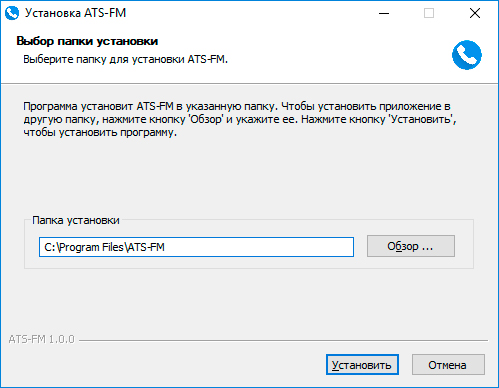 Установка ATS-FM
Выбор папки установки
Выберите папку для установки ATS-FM.
Программа установит ATS-FM в указанную папку. Чтобы установить приложение в
другую папку, нажмите кнопку 'Обзор' и укажите ее. Нажмите кнопку 'Установить',
чтобы установить программу.
Папка установки
C:\Program Files\ATS-FM
Обзор ...
ATS-FM 1.0.0
Установить
Отмена